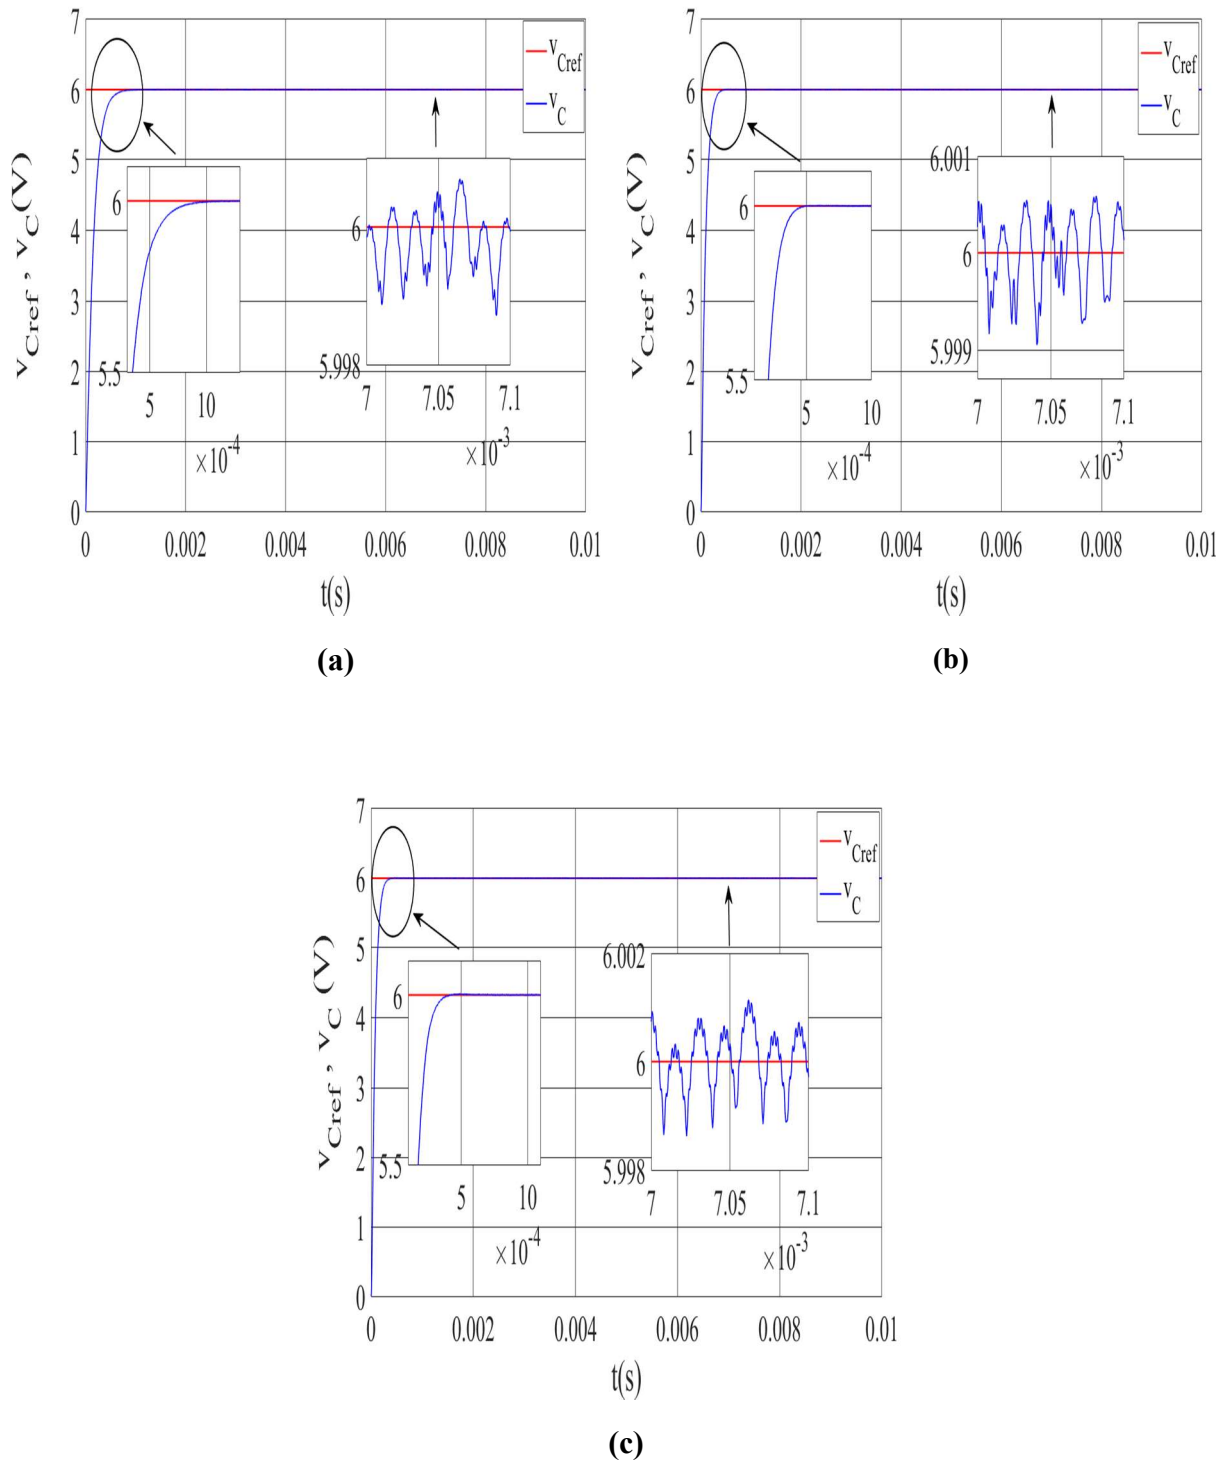 7
6
5
4
3
2
1
0
v_Cref , v_C (V)
v_Cref
v_C
6
5.5
5 10
×10^-4
6
5.998
7 7.05 7.1
×10^-3
0 0.002 0.004 0.006 0.008 0.01
t(s)
(a)
7
6
5
4
3
2
1
0
v_Cref , v_C (V)
v_Cref
v_C
6
5.5
5 10
×10^-4
6.001
6
5.999
7 7.05 7.1
×10^-3
0 0.002 0.004 0.006 0.008 0.01
t(s)
(b)
7
6
5
4
3
2
1
0
v_Cref , v_C (V)
v_Cref
v_C
6
5.5
5 10
×10^-4
6.002
6
5.998
7 7.05 7.1
×10^-3
0 0.002 0.004 0.006 0.008 0.01
t(s)
(c)